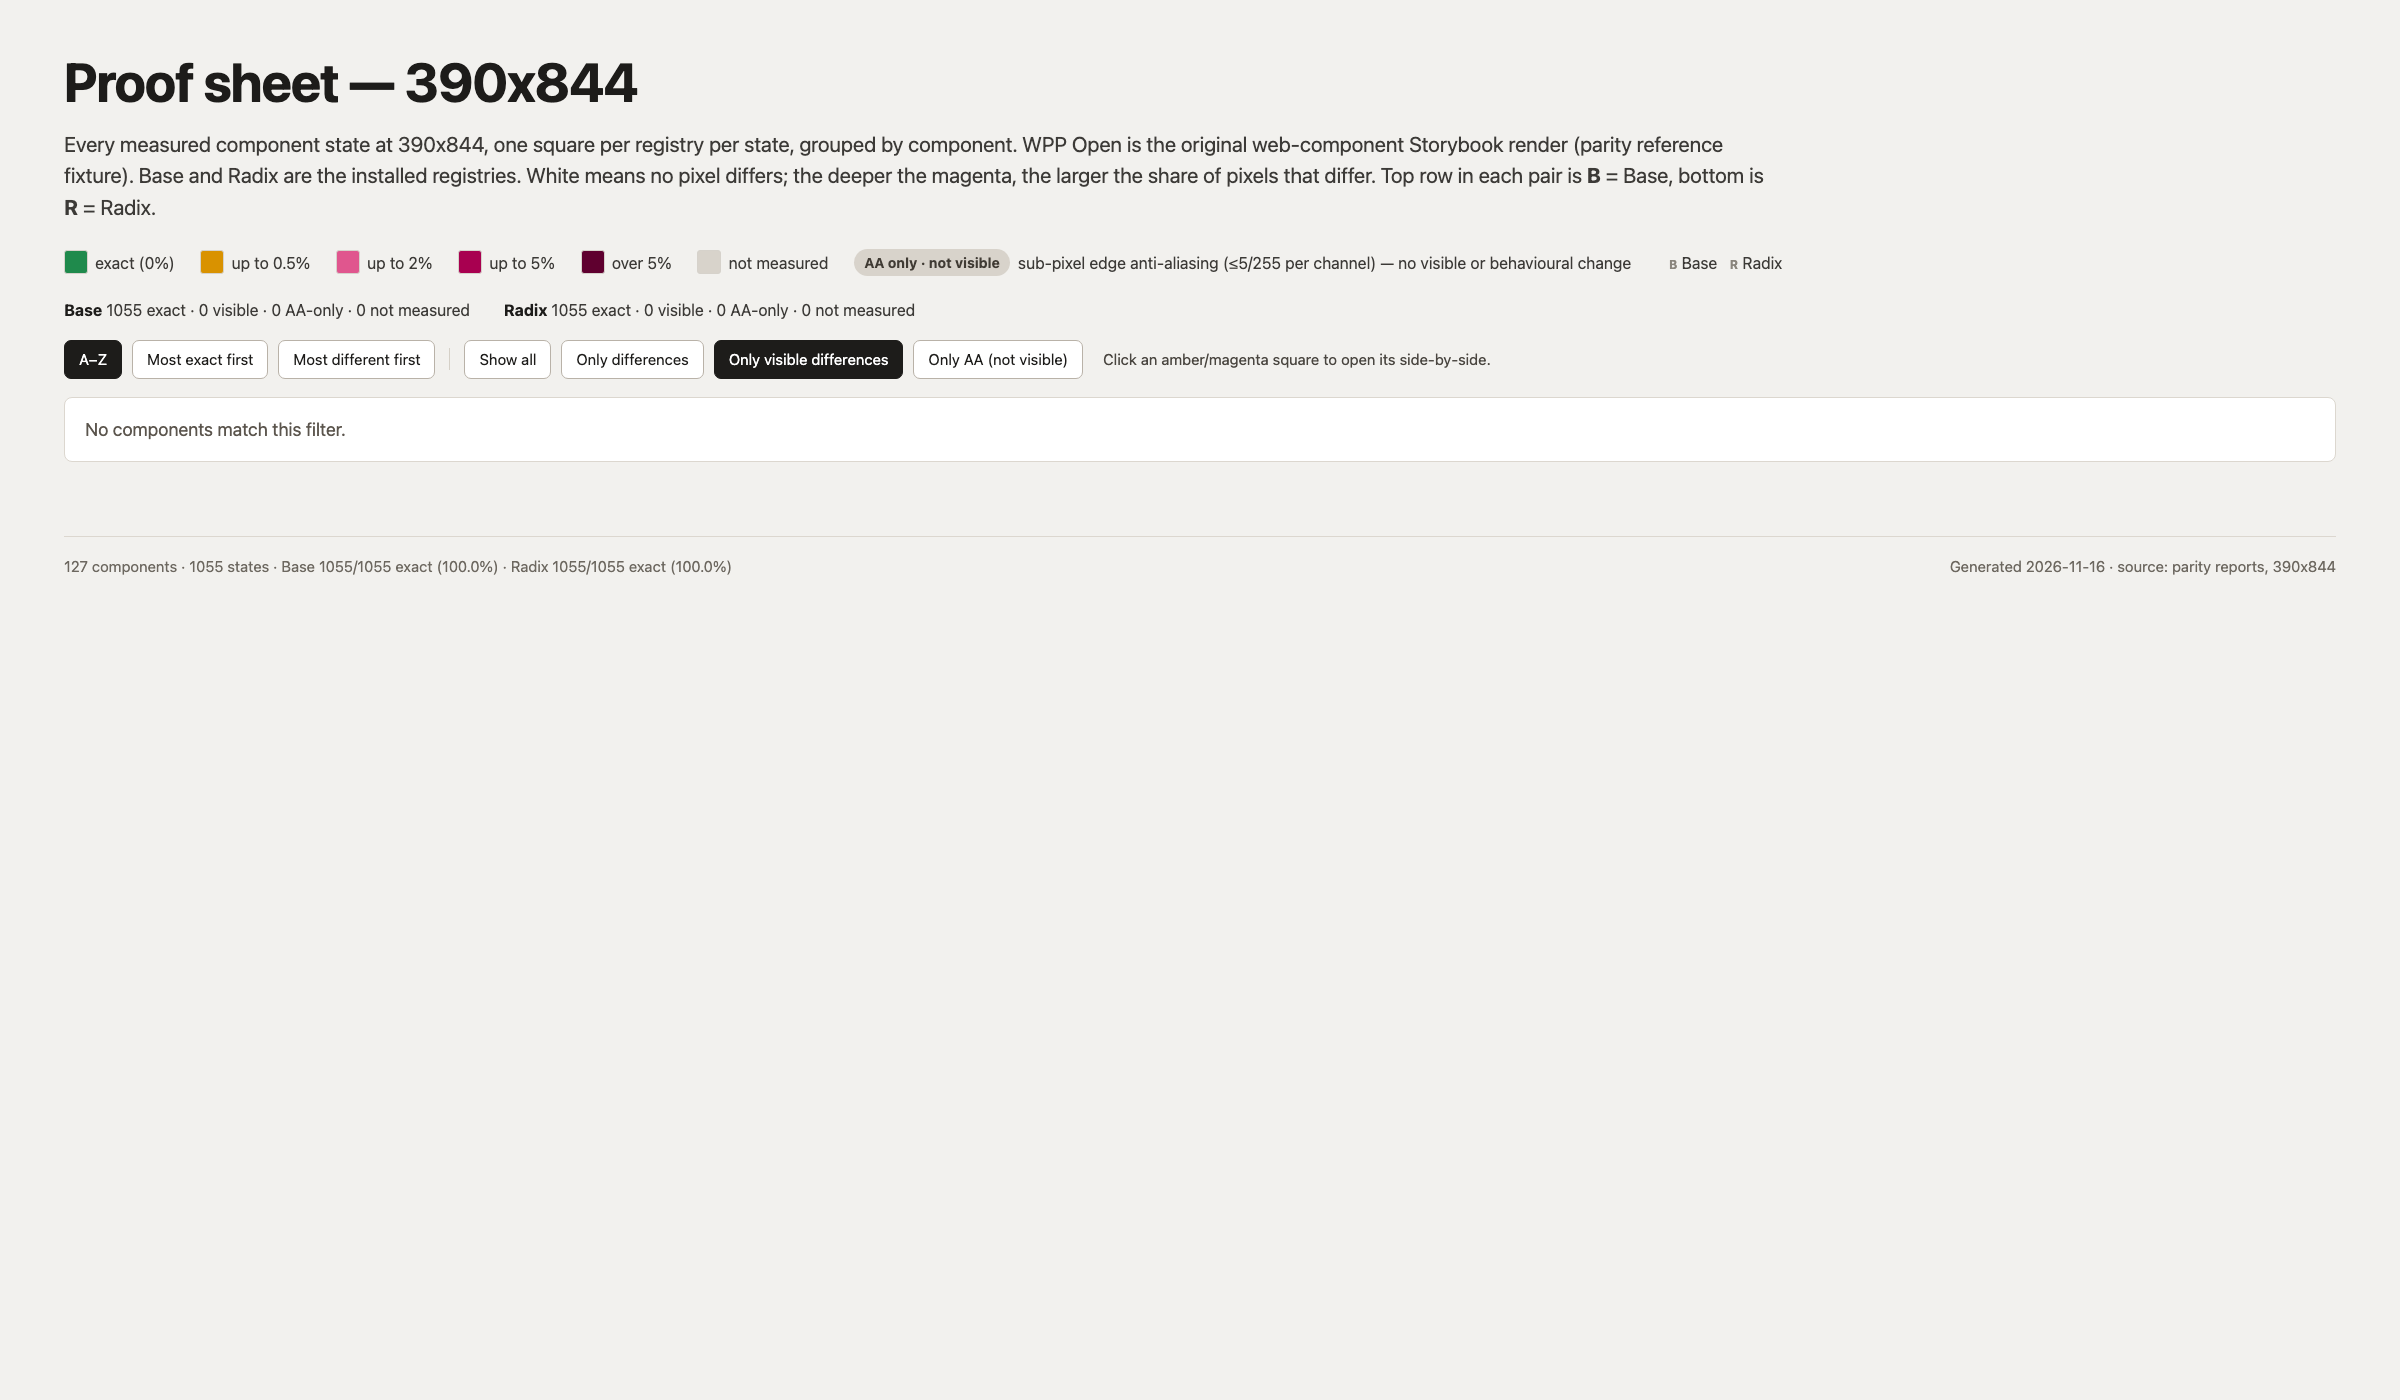 Proof sheet — 390x844
Every measured component state at 390x844, one square per registry per state, grouped by component. WPP Open is the original web-component Storybook render (parity reference
fixture). Base and Radix are the installed registries. White means no pixel differs; the deeper the magenta, the larger the share of pixels that differ. Top row in each pair is B = Base, bottom is
R = Radix.
exact (0%) up to 0.5% up to 2% up to 5% over 5% not measured AA only · not visible sub-pixel edge anti-aliasing (≤5/255 per channel) — no visible or behavioural change B Base R Radix
Base 1055 exact · 0 visible · 0 AA-only · 0 not measured Radix 1055 exact · 0 visible · 0 AA-only · 0 not measured
A–Z Most exact first Most different first Show all Only differences Only visible differences Only AA (not visible) Click an amber/magenta square to open its side-by-side.
No components match this filter.
127 components · 1055 states · Base 1055/1055 exact (100.0%) · Radix 1055/1055 exact (100.0%) Generated 2026-11-16 · source: parity reports, 390x844